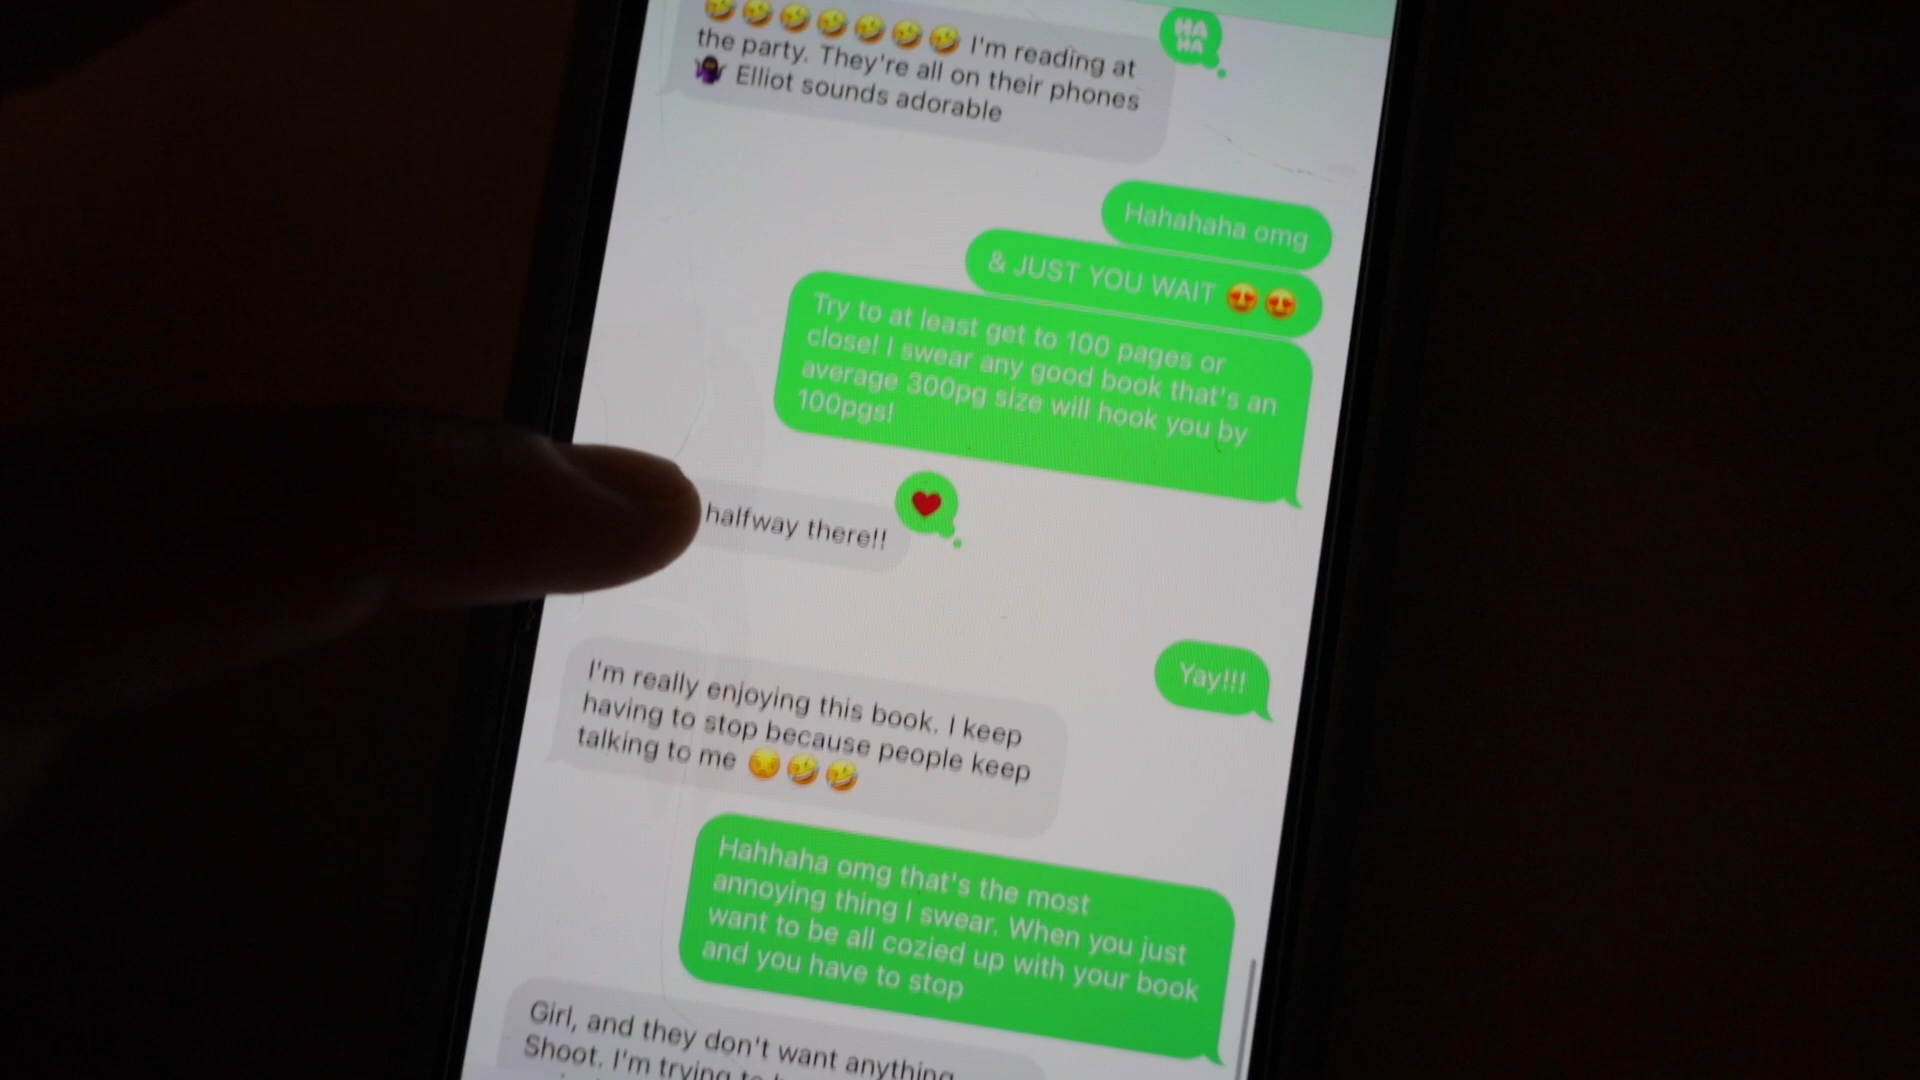 🤣🤣🤣🤣🤣🤣🤣 I'm reading at
the party. They're all on their phones
🤷🏿‍♀️ Elliot sounds adorable
HA
HA
Hahahaha omg
& JUST YOU WAIT 😍😍
Try to at least get to 100 pages or
close! I swear any good book that's an
average 300pg size will hook you by
100pgs!
halfway there!!
Yay!!!
I'm really enjoying this book. I keep
having to stop because people keep
talking to me 😒🤣🤣
Hahhaha omg that's the most
annoying thing I swear. When you just
want to be all cozied up with your book
and you have to stop
Girl, and they don't want anything
Shoot. I'm trying to